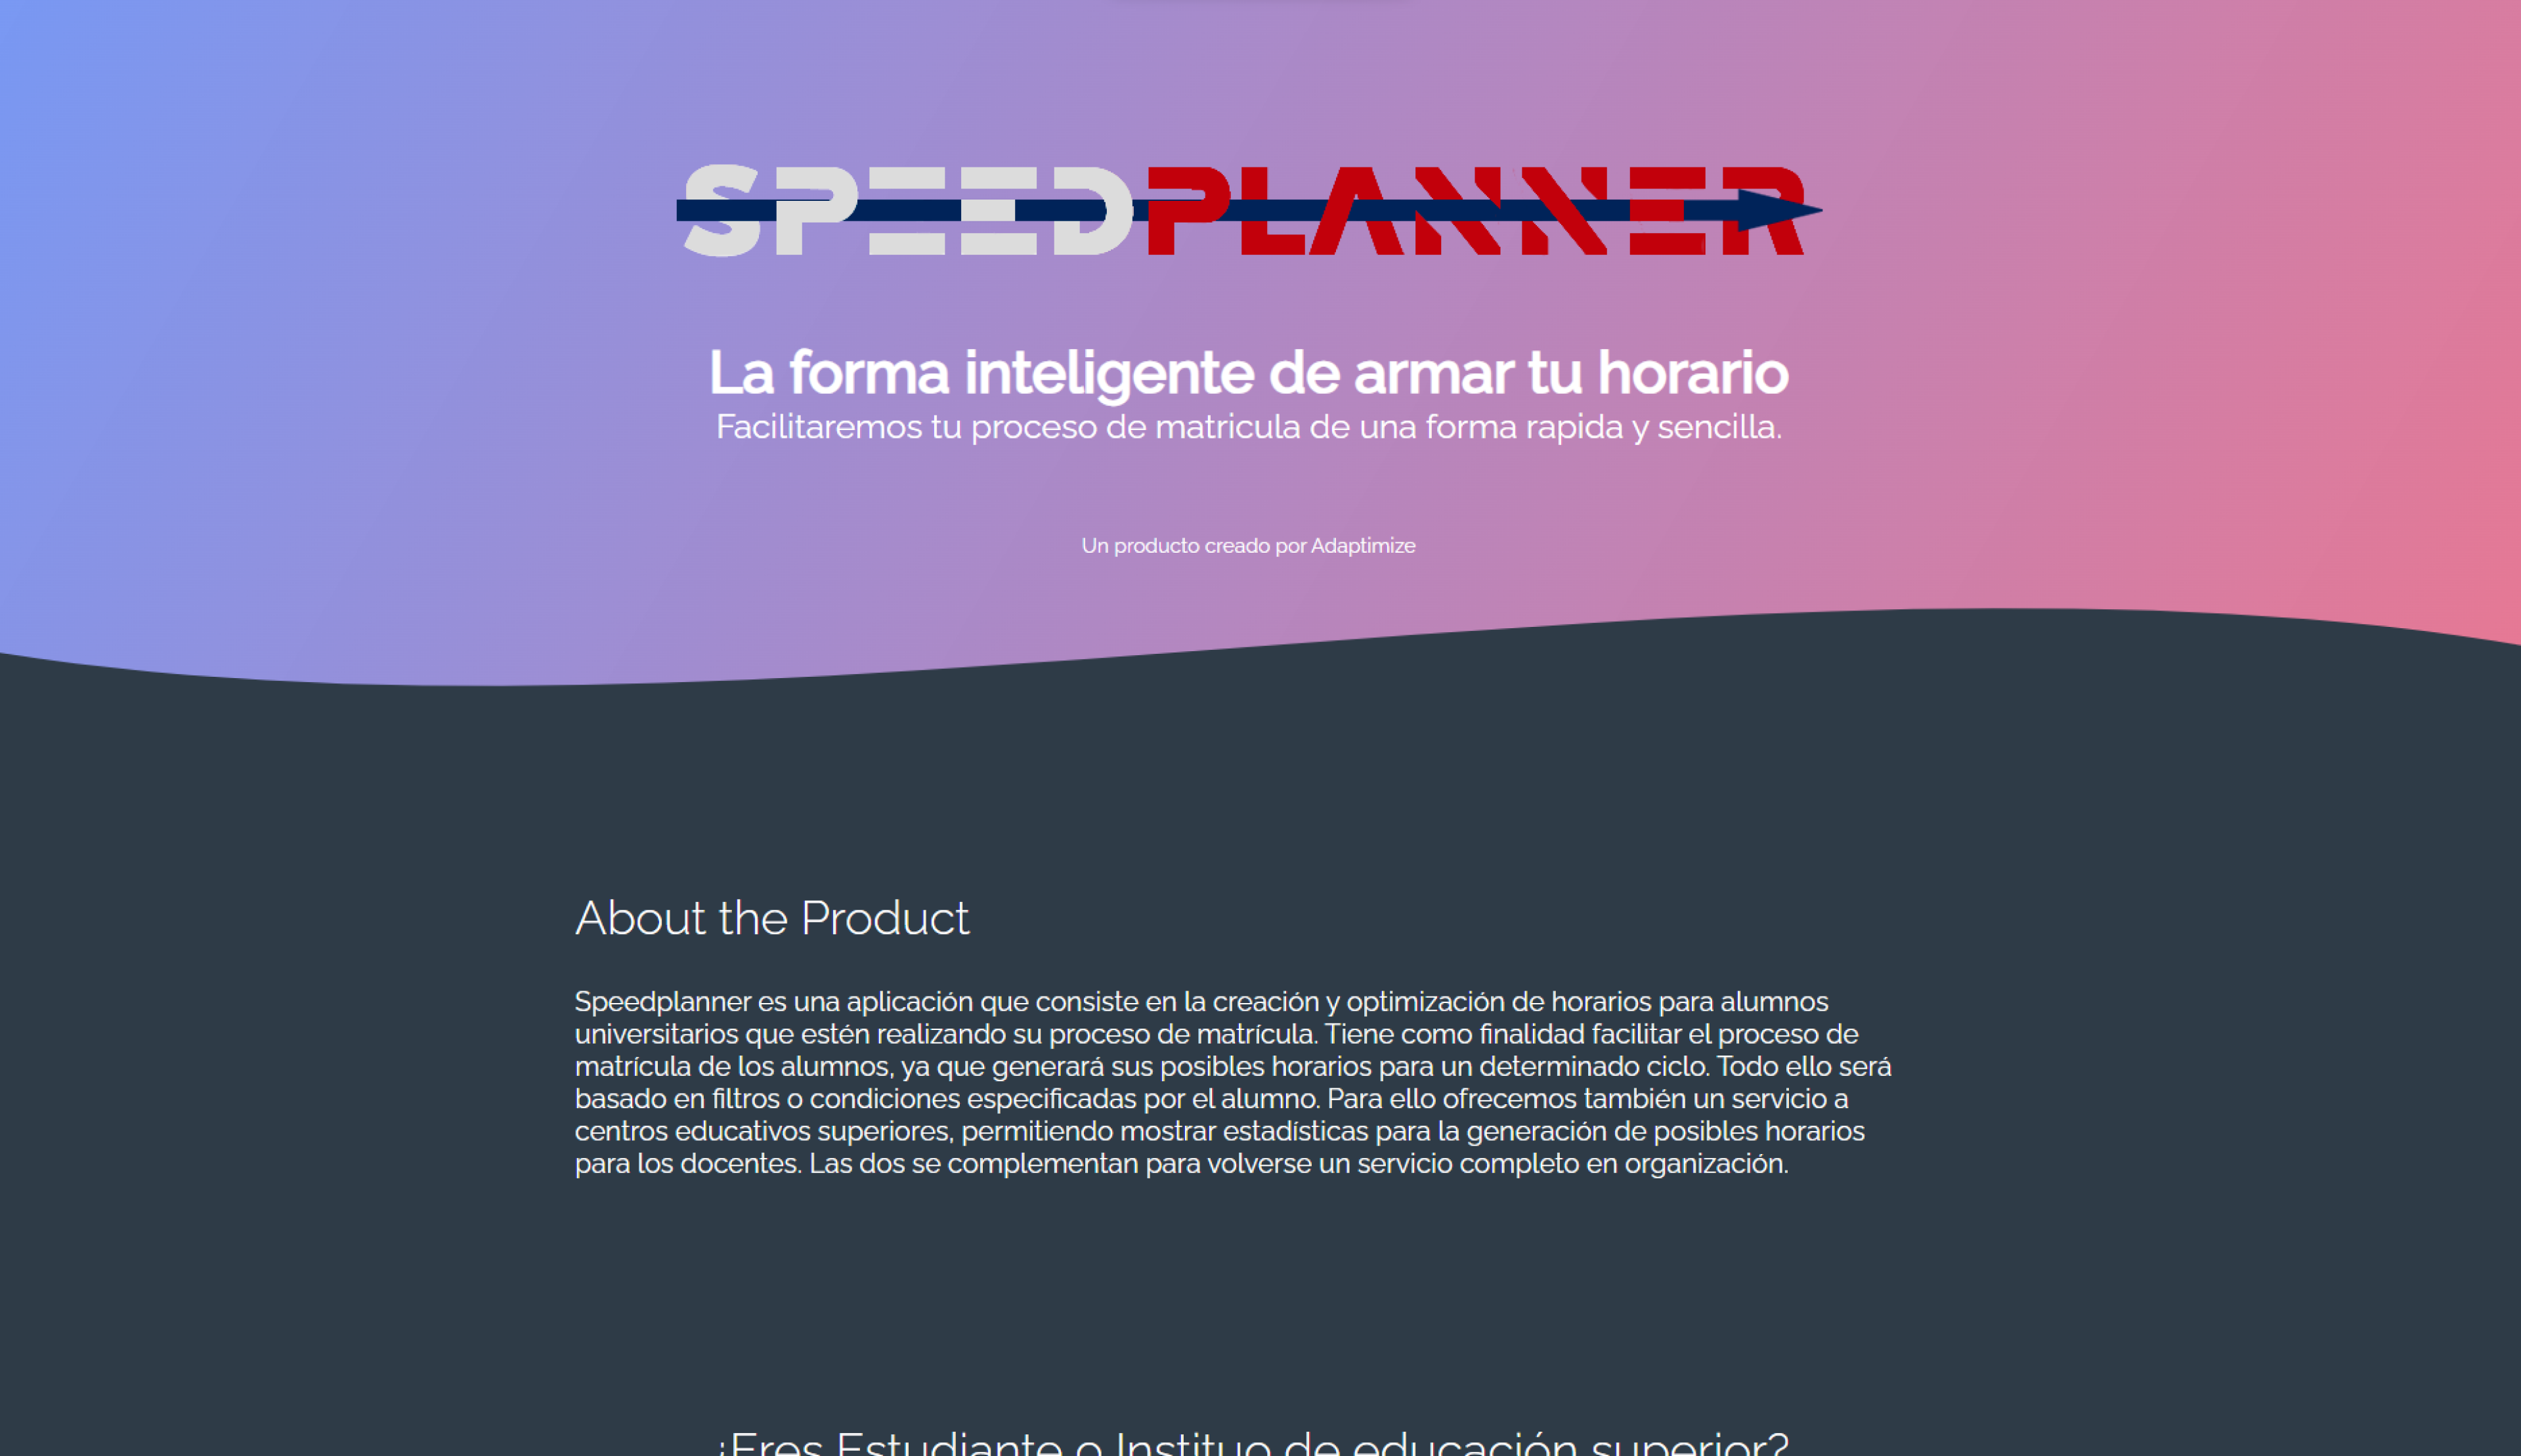 SPEEDPLANNER
La forma inteligente de armar tu horario
Facilitaremos tu proceso de matricula de una forma rapida y sencilla.
Un producto creado por Adaptimize
About the Product
Speedplanner es una aplicación que consiste en la creación y optimización de horarios para alumnos
universitarios que estén realizando su proceso de matrícula. Tiene como finalidad facilitar el proceso de
matrícula de los alumnos, ya que generará sus posibles horarios para un determinado ciclo. Todo ello será
basado en filtros o condiciones especificadas por el alumno. Para ello ofrecemos también un servicio a
centros educativos superiores, permitiendo mostrar estadísticas para la generación de posibles horarios
para los docentes. Las dos se complementan para volverse un servicio completo en organización.
¿Eres Estudiante o Instituo de educación superior?